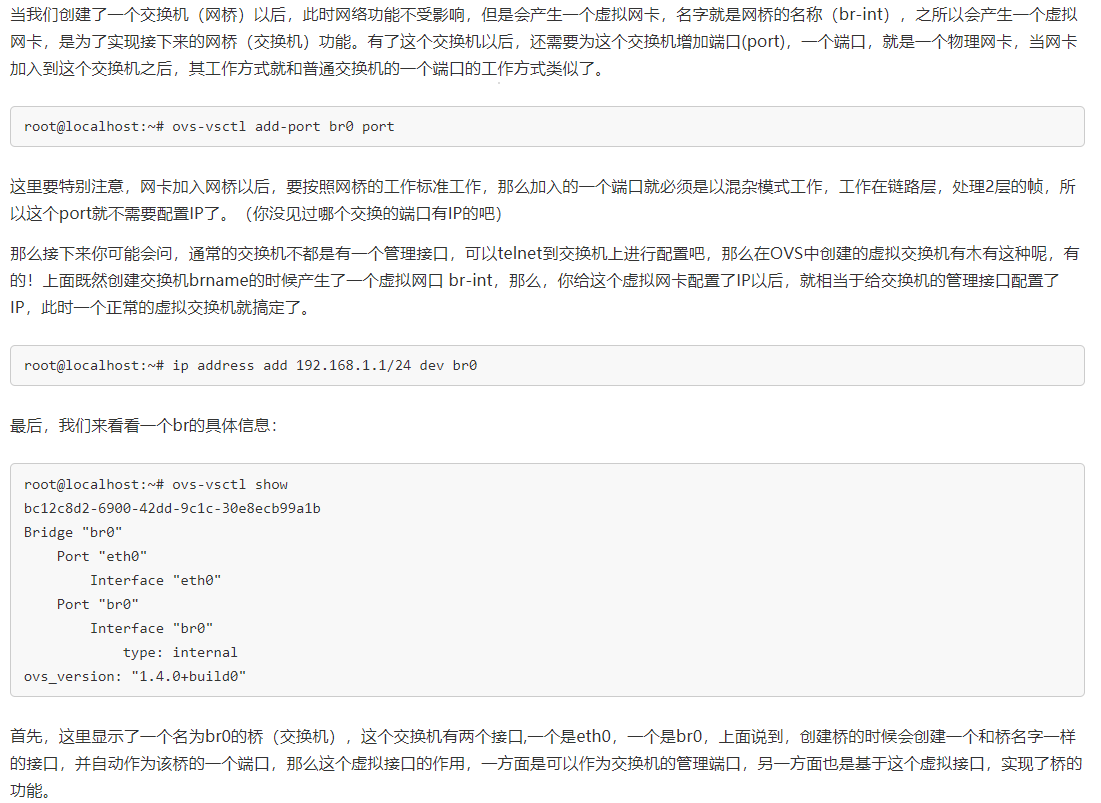 当我们创建了一个交换机（网桥）以后，此时网络功能不受影响，但是会产生一个虚拟网卡，名字就是网桥的名称（br-int），之所以会产生一个虚拟
网卡，是为了实现接下来的网桥（交换机）功能。有了这个交换机以后，还需要为这个交换机增加端口(port)，一个端口，就是一个物理网卡，当网卡
加入到这个交换机之后，其工作方式就和普通交换机的一个端口的工作方式类似了。
root@localhost:~# ovs-vsctl add-port br0 port
这里要特别注意，网卡加入网桥以后，要按照网桥的工作标准工作，那么加入的一个端口就必须是以混杂模式工作，工作在链路层，处理2层的帧，所
以这个port就不需要配置IP了。（你没见过哪个交换的端口有IP的吧）
那么接下来你可能会问，通常的交换机不都是有一个管理接口，可以telnet到交换机上进行配置吧，那么在OVS中创建的虚拟交换机有木有这种呢，有
的！上面既然创建交换机brname的时候产生了一个虚拟网口 br-int，那么，你给这个虚拟网卡配置了IP以后，就相当于给交换机的管理接口配置了
IP，此时一个正常的虚拟交换机就搞定了。
root@localhost:~# ip address add 192.168.1.1/24 dev br0
最后，我们来看看一个br的具体信息：
root@localhost:~# ovs-vsctl show
bc12c8d2-6900-42dd-9c1c-30e8ecb99a1b
Bridge "br0"
    Port "eth0"
        Interface "eth0"
    Port "br0"
        Interface "br0"
            type: internal
ovs_version: "1.4.0+build0"
首先，这里显示了一个名为br0的桥（交换机），这个交换机有两个接口,一个是eth0，一个是br0，上面说到，创建桥的时候会创建一个和桥名字一样
的接口，并自动作为该桥的一个端口，那么这个虚拟接口的作用，一方面是可以作为交换机的管理端口，另一方面也是基于这个虚拟接口，实现了桥的
功能。